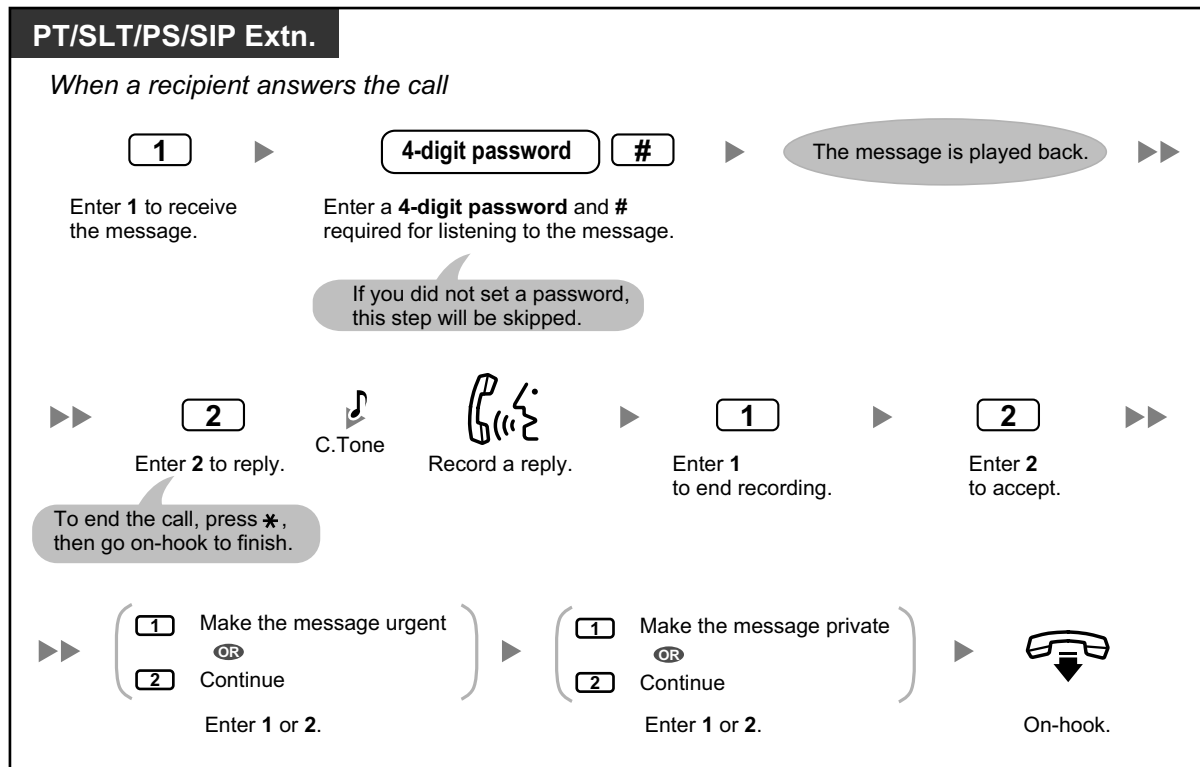 PT/SLT/PS/SIP Extn.
When a recipient answers the call
1
4-digit password
#
The message is played back.
Enter 1 to receive
the message.
Enter a 4-digit password and #
required for listening to the message.
If you did not set a password,
this step will be skipped.
2
C.Tone
1
2
Enter 2 to reply.
Record a reply.
Enter 1
to end recording.
Enter 2
to accept.
To end the call, press *,
then go on-hook to finish.
1 Make the message urgent
OR
2 Continue
Enter 1 or 2.
1 Make the message private
OR
2 Continue
Enter 1 or 2.
On-hook.